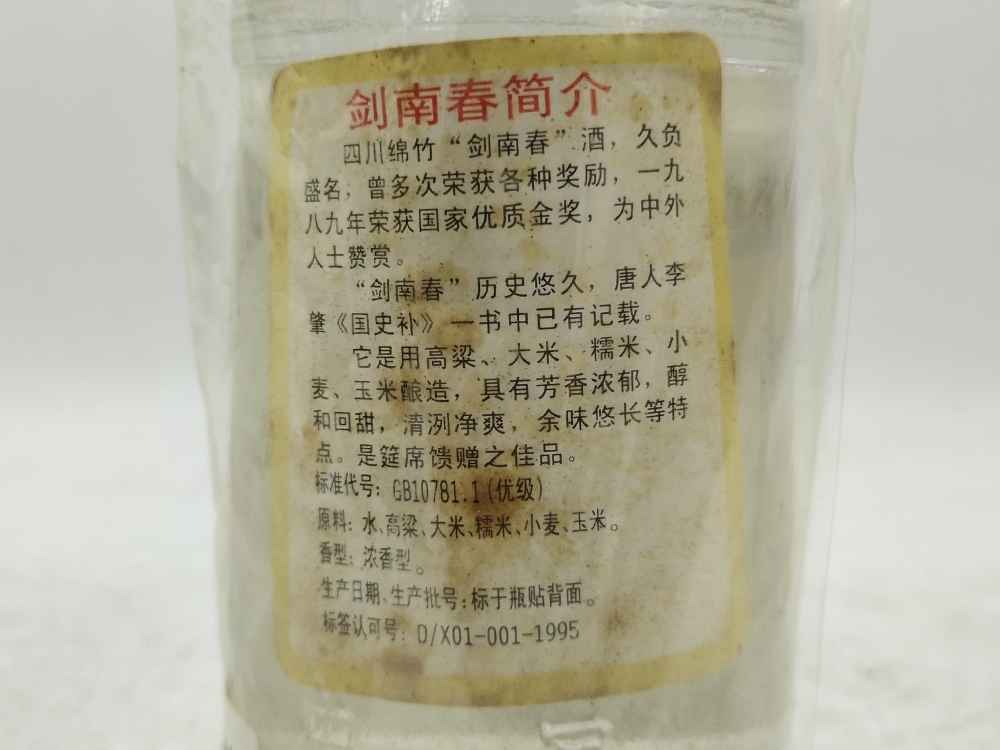 剑南春简介
四川绵竹“剑南春”酒，久负
盛名，曾多次荣获各种奖励，一九
八九年荣获国家优质金奖，为中外
人士赞赏。
“剑南春”历史悠久，唐人李
肇《国史补》一书中已有记载。
它是用高粱、大米、糯米、小
麦、玉米酿造，具有芳香浓郁，醇
和回甜，清冽净爽，余味悠长等特
点。是筵席馈赠之佳品。
标准代号：GB10781.1(优级)
原料：水、高粱、大米、糯米、小麦、玉米。
香型：浓香型。
生产日期、生产批号：标于瓶贴背面。
标签认可号：D/X01-001-1995